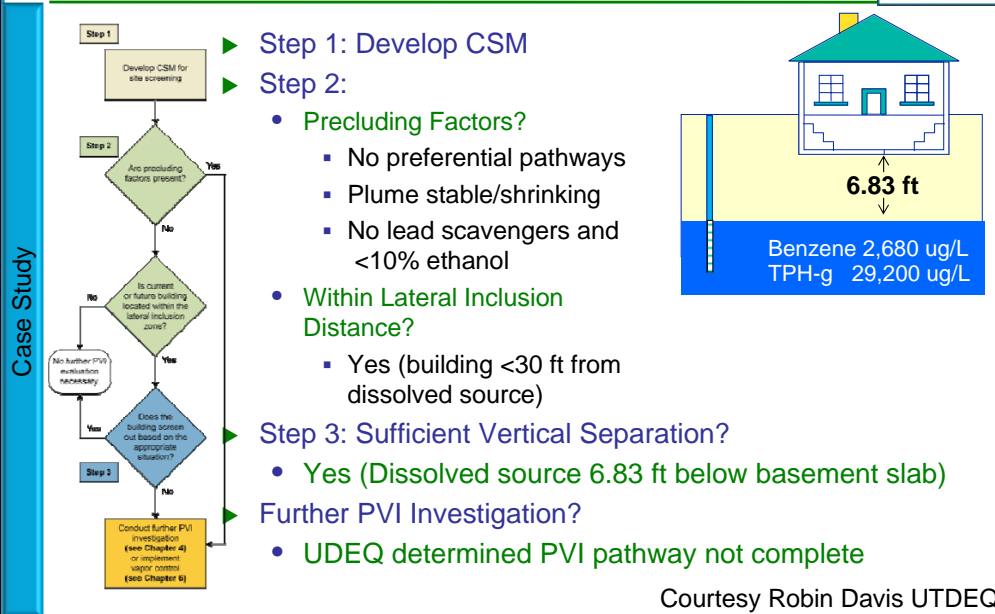 Case Study
Step 1
Develop CSM for
site screening
Step 2
Are precluding
factors present?
Yes
No
Is current
or future building
located within the
lateral inclusion
zone?
No
Yes
No further PVI
evaluation
necessary
Does the
building screen
out based on the
appropriate
situation?
Yes
Step 3
No
Conduct further PVI
investigation
(see Chapter 4)
or implement
vapor control
(see Chapter 6)
Step 1: Develop CSM
Step 2:
Precluding Factors?
No preferential pathways
Plume stable/shrinking
No lead scavengers and
<10% ethanol
Within Lateral Inclusion
Distance?
Yes (building <30 ft from
dissolved source)
Step 3: Sufficient Vertical Separation?
Yes (Dissolved source 6.83 ft below basement slab)
Further PVI Investigation?
UDEQ determined PVI pathway not complete
6.83 ft
Benzene 2,680 ug/L
TPH-g 29,200 ug/L
Courtesy Robin Davis UTDEQ